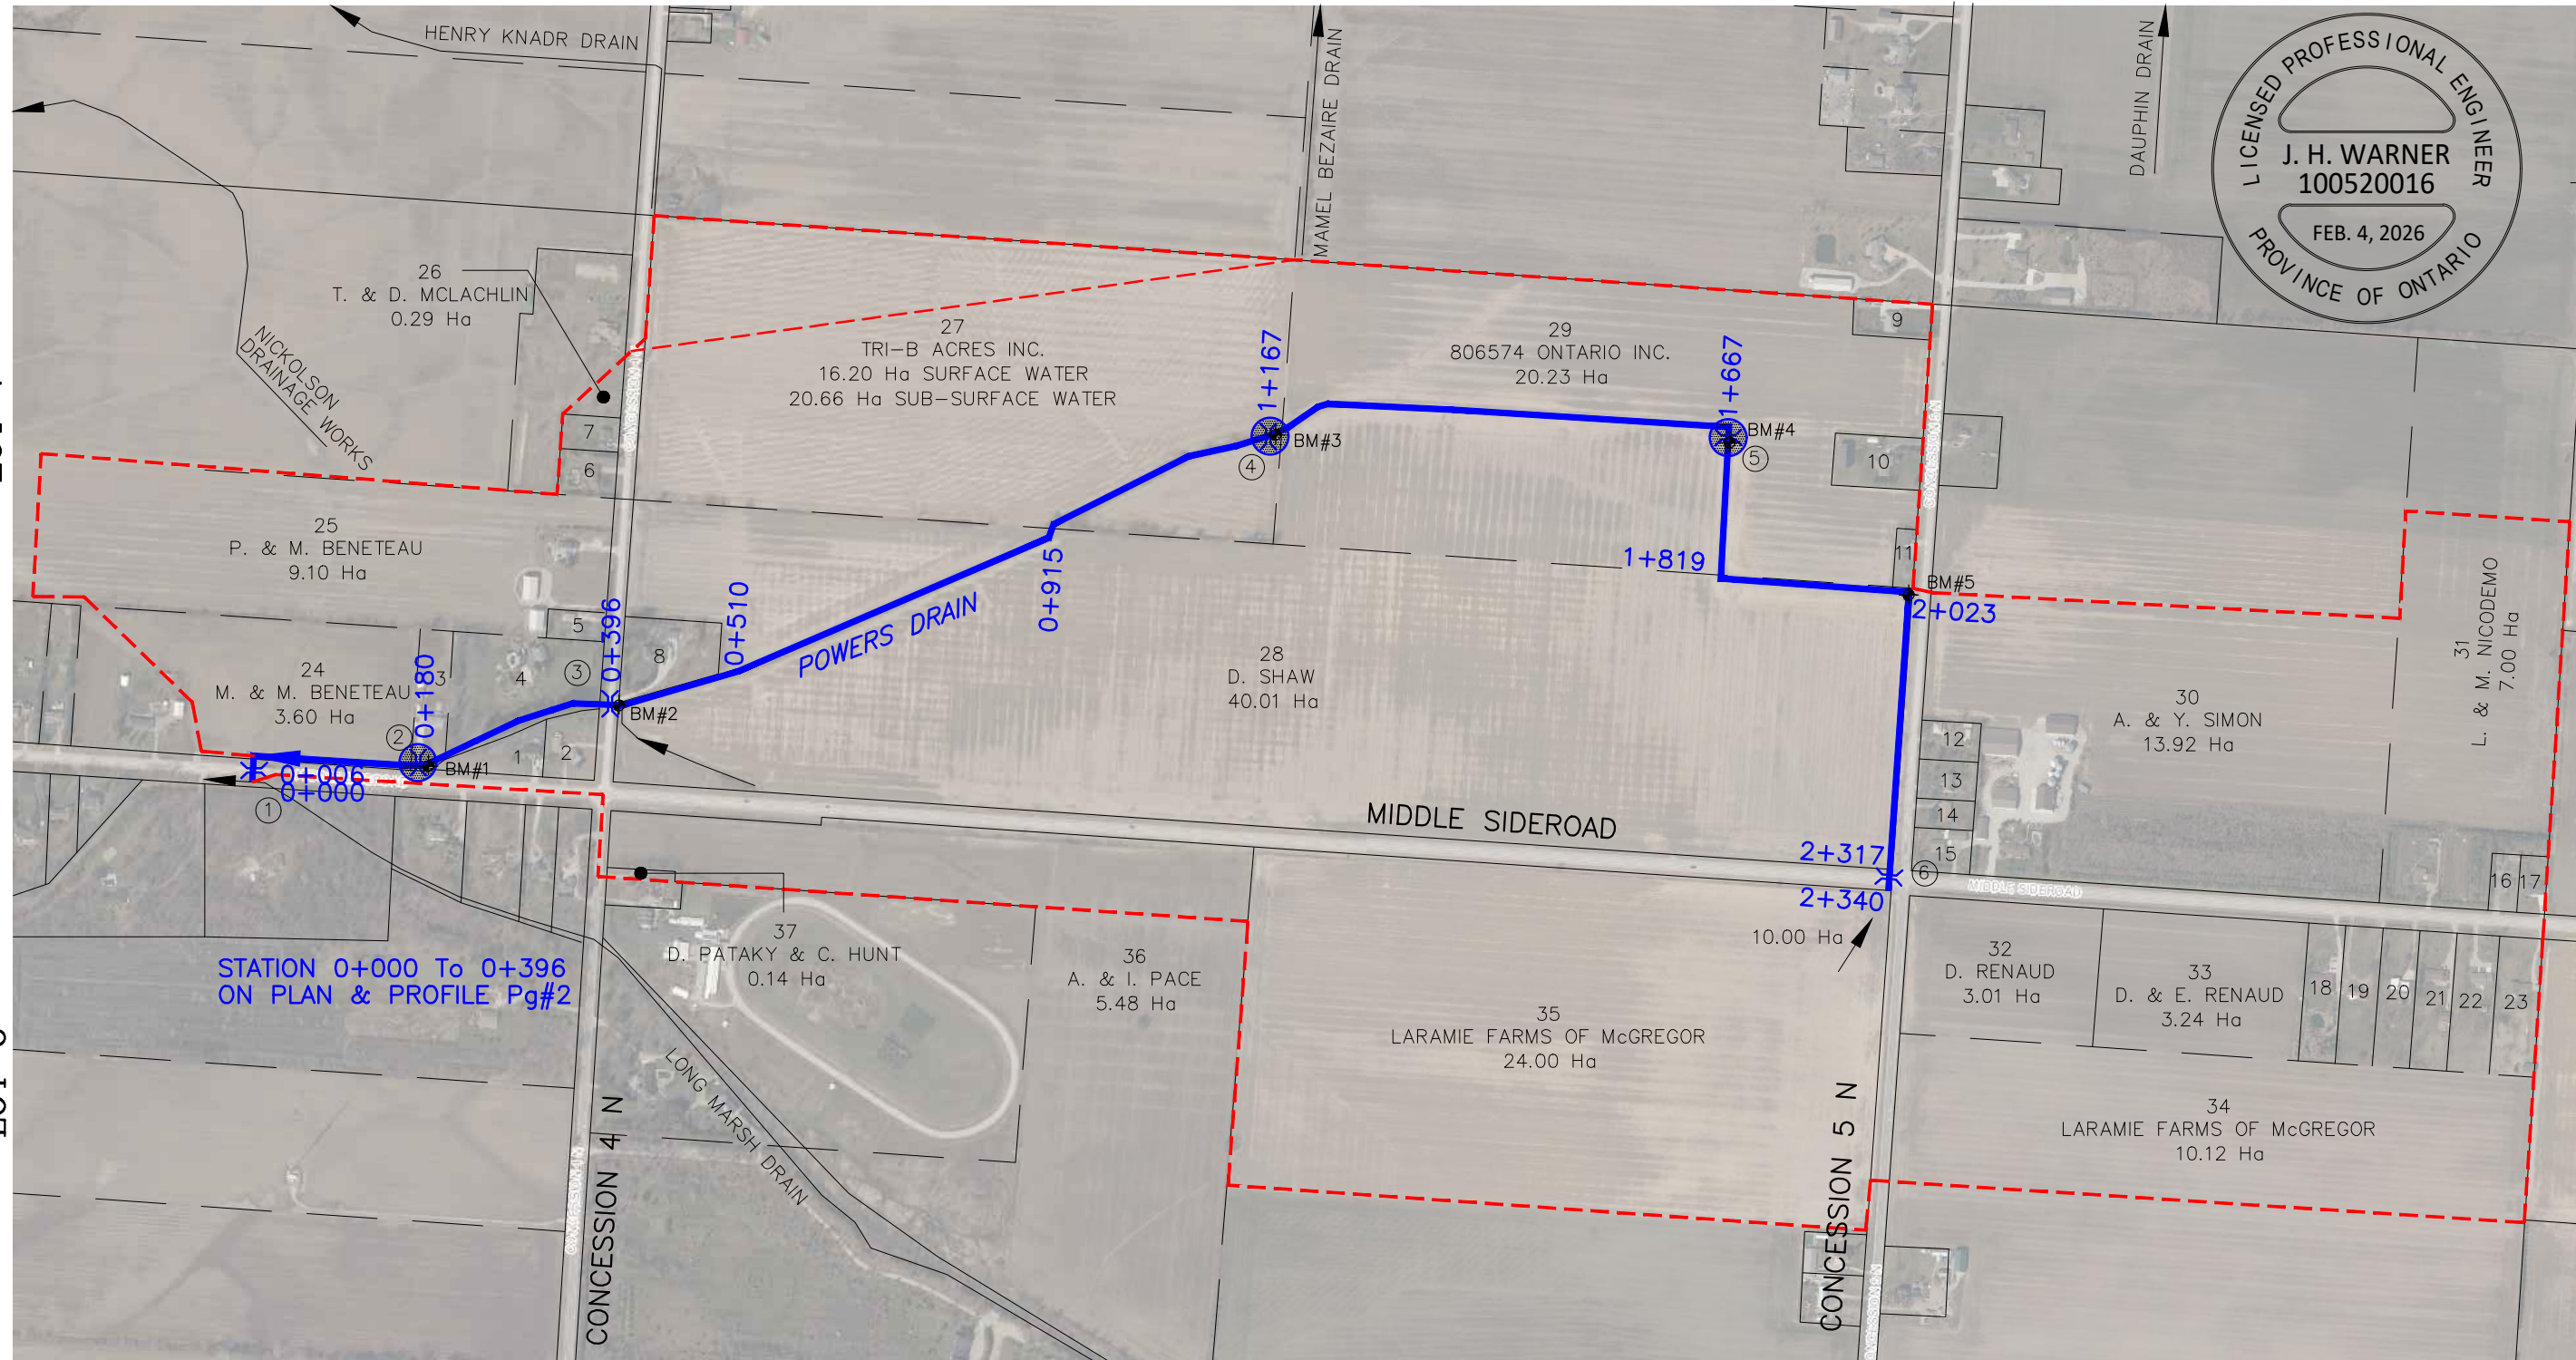 HENRY KNADR DRAIN
MAMEL BEZAIRE DRAIN
DAUPHIN DRAIN
LICENSED PROFESSIONAL ENGINEER
J. H. WARNER
100520016
FEB. 4, 2026
PROVINCE OF ONTARIO
26
T. & D. MCLACHLIN
0.29 Ha
NICKOLSON
DRAINAGE WORKS
27
TRI-B ACRES INC.
16.20 Ha SURFACE WATER
20.66 Ha SUB-SURFACE WATER
29
806574 ONTARIO INC.
20.23 Ha
9
1+167
1+667
BM#3
BM#4
4
5
7
6
10
11
25
P. & M. BENETEAU
9.10 Ha
1+819
BM#5
2+023
0+915
0+510
0+396
POWERS DRAIN
5
8
3
4
3
24
M. & M. BENETEAU
3.60 Ha
0+180
2
BM#2
BM#1
1
2
0+006
0+000
1
28
D. SHAW
40.01 Ha
31
L. & M. NICODEMO
7.00 Ha
30
A. & Y. SIMON
13.92 Ha
12
13
14
15
16
17
MIDDLE SIDEROAD
2+317
2+340
6
MIDDLE SIDEROAD
10.00 Ha
37
D. PATAKY & C. HUNT
0.14 Ha
36
A. & I. PACE
5.48 Ha
STATION 0+000 To 0+396
ON PLAN & PROFILE Pg#2
35
LARAMIE FARMS OF McGREGOR
24.00 Ha
32
D. RENAUD
3.01 Ha
33
D. & E. RENAUD
3.24 Ha
18
19
20
21
22
23
34
LARAMIE FARMS OF McGREGOR
10.12 Ha
LONG MARSH DRAIN
CONCESSION 4 N
CONCESSION 5 N